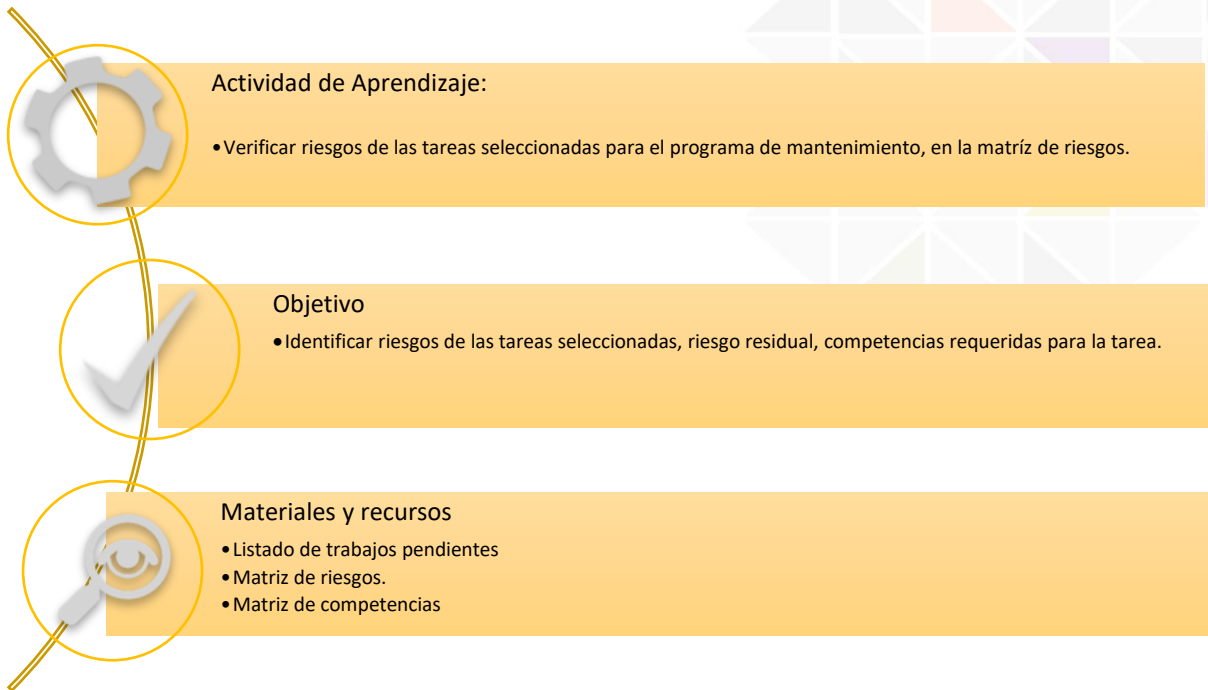 Actividad de Aprendizaje:
•Verificar riesgos de las tareas seleccionadas para el programa de mantenimiento, en la matríz de riesgos.
Objetivo
•Identificar riesgos de las tareas seleccionadas, riesgo residual, competencias requeridas para la tarea.
Materiales y recursos
•Listado de trabajos pendientes
•Matriz de riesgos.
•Matriz de competencias